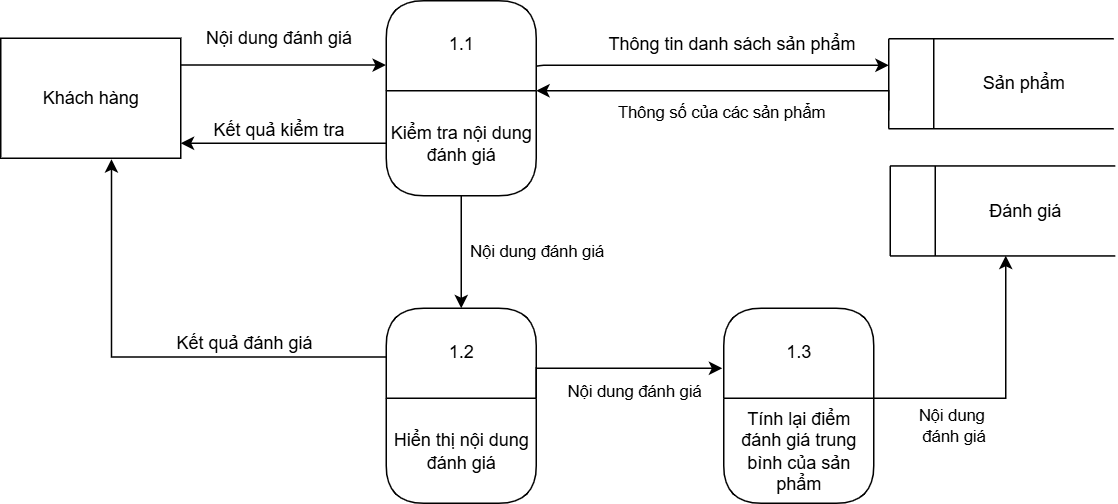 Nội dung đánh giá
1.1
Thông tin danh sách sản phẩm
Khách hàng
Sản phẩm
Thông số của các sản phẩm
Kết quả kiểm tra
Kiểm tra nội dung
đánh giá
Đánh giá
Nội dung đánh giá
Kết quả đánh giá
1.2
1.3
Nội dung đánh giá
Hiển thị nội dung
đánh giá
Tính lại điểm
đánh giá trung
bình của sản
phẩm
Nội dung
đánh giá